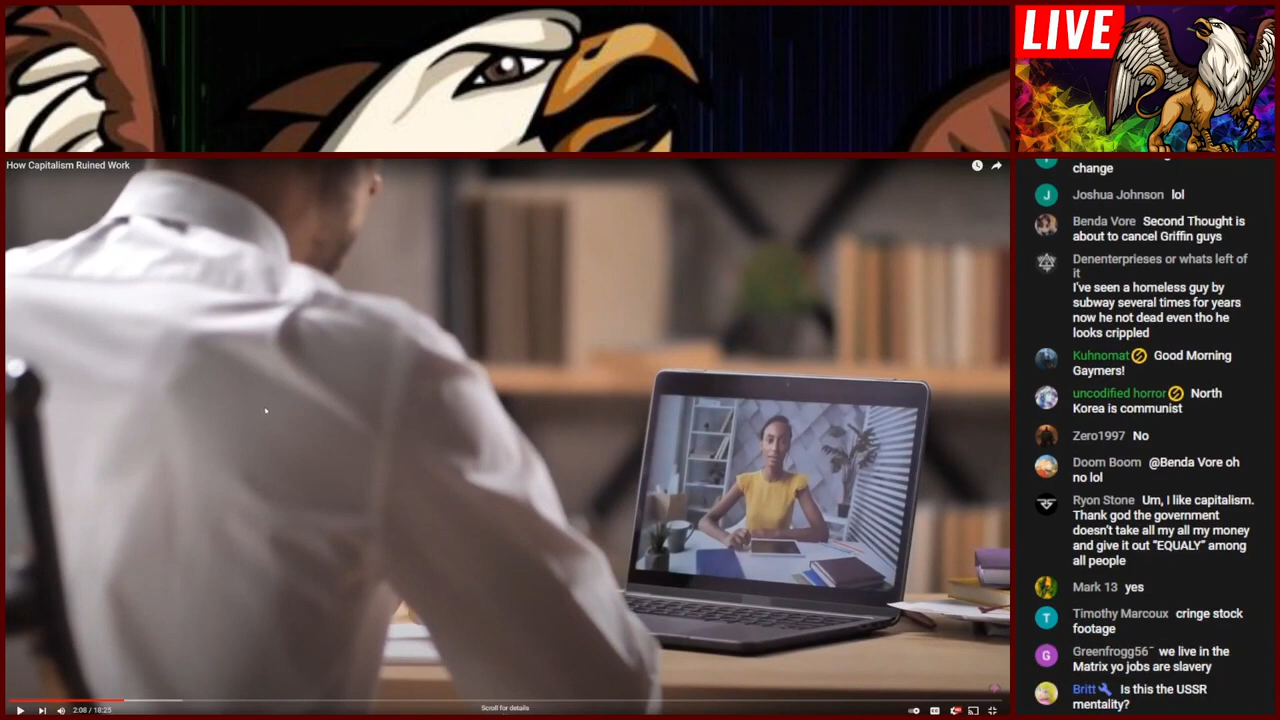 LIVE
How Capitalism Ruined Work
change
Joshua Johnson lol
Benda Vore Second Thought is
about to cancel Griffin guys
Denenterprieses or whats left of
it
I've seen a homeless guy by
subway several times for years
now he not dead even tho he
looks crippled
Kuhnomat Good Morning
Gaymers!
uncodified horror North
Korea is communist
Zero1997 No
Doom Boom @Benda Vore oh
no lol
Ryon Stone Um, I like capitalism.
Thank god the government
doesn't take all my all my money
and give it out “EQUALY” among
all people
Mark 13 yes
Timothy Marcoux cringe stock
footage
Greenfrogg56¯ we live in the
Matrix yo jobs are slavery
Britt Is this the USSR
mentality?
2:08 / 18:25
Scroll for details